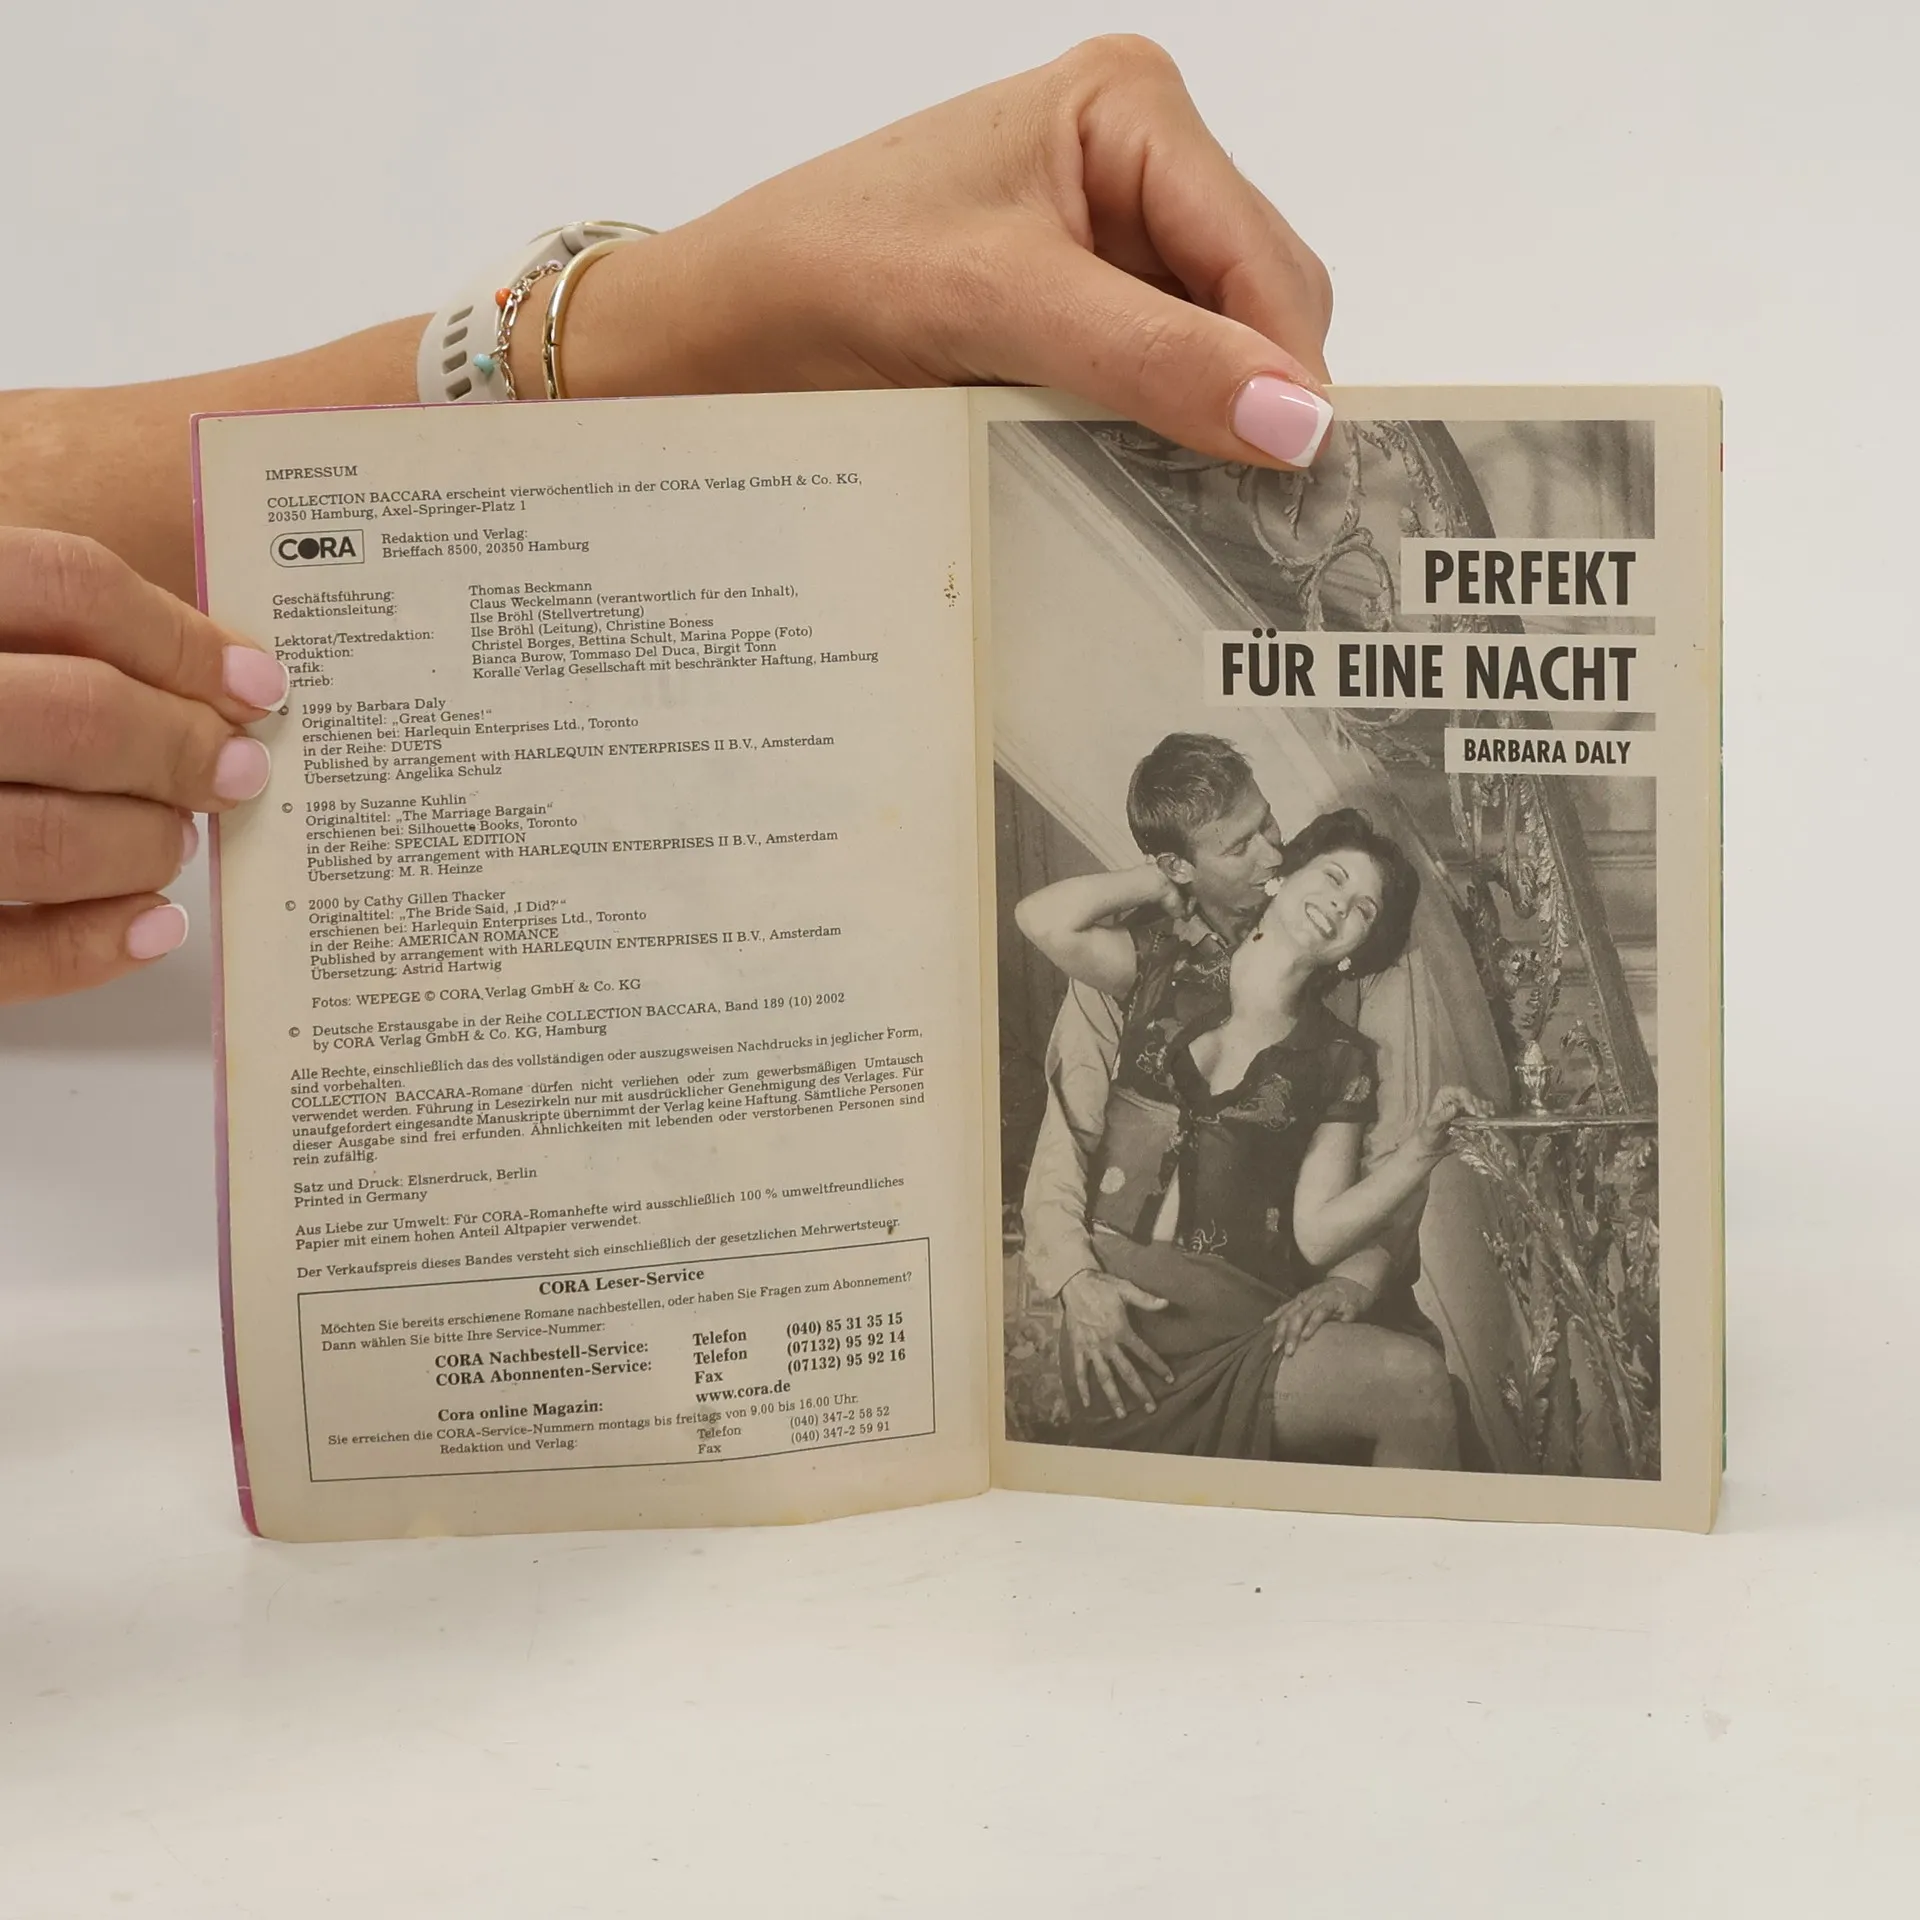 IMPRESSUM
COLLECTION BACCARA erscheint vierwöchentlich in der CORA Verlag GmbH & Co. KG,
20350 Hamburg, Axel-Springer-Platz 1
CORA
Redaktion und Verlag:
Brieffach 8500, 20350 Hamburg
Geschäftsführung: Thomas Beckmann
Redaktionsleitung: Claus Weckelmann (verantwortlich für den Inhalt),
Ilse Bröhl (Stellvertretung)
Lektorat/Textredaktion: Ilse Bröhl (Leitung), Christine Boness
Produktion: Christel Borges, Bettina Schult, Marina Poppe (Foto)
rafik: Bianca Burow, Tommaso Del Duca, Birgit Tonn
ertrieb: Koralle Verlag Gesellschaft mit beschränkter Haftung, Hamburg
© 1999 by Barbara Daly
Originaltitel: „Great Genes!“
erschienen bei: Harlequin Enterprises Ltd., Toronto
in der Reihe: DUETS
Published by arrangement with HARLEQUIN ENTERPRISES II B.V., Amsterdam
Übersetzung: Angelika Schulz
© 1998 by Suzanne Kuhlin
Originaltitel: „The Marriage Bargain“
erschienen bei: Silhouette Books, Toronto
in der Reihe: SPECIAL EDITION
Published by arrangement with HARLEQUIN ENTERPRISES II B.V., Amsterdam
Übersetzung: M. R. Heinze
© 2000 by Cathy Gillen Thacker
Originaltitel: „The Bride Said, ‚I Did?‘“
erschienen bei: Harlequin Enterprises Ltd., Toronto
in der Reihe: AMERICAN ROMANCE
Published by arrangement with HARLEQUIN ENTERPRISES II B.V., Amsterdam
Übersetzung: Astrid Hartwig
Fotos: WEPEGE © CORA Verlag GmbH & Co. KG
© Deutsche Erstausgabe in der Reihe COLLECTION BACCARA, Band 189 (10) 2002
by CORA Verlag GmbH & Co. KG, Hamburg
Alle Rechte, einschließlich das des vollständigen oder auszugsweisen Nachdrucks in jeglicher Form,
sind vorbehalten.
COLLECTION BACCARA-Romane dürfen nicht verliehen oder zum gewerbsmäßigen Umtausch
verwendet werden. Führung in Lesezirkeln nur mit ausdrücklicher Genehmigung des Verlages. Für
unaufgefordert eingesandte Manuskripte übernimmt der Verlag keine Haftung. Sämtliche Personen
dieser Ausgabe sind frei erfunden. Ähnlichkeiten mit lebenden oder verstorbenen Personen sind
rein zufällig.
Satz und Druck: Elsnerdruck, Berlin
Printed in Germany
Aus Liebe zur Umwelt: Für CORA-Romanhefte wird ausschließlich 100 % umweltfreundliches
Papier mit einem hohen Anteil Altpapier verwendet.
Der Verkaufspreis dieses Bandes versteht sich einschließlich der gesetzlichen Mehrwertsteuer.
CORA Leser-Service
Möchten Sie bereits erschienene Romane nachbestellen, oder haben Sie Fragen zum Abonnement?
Dann wählen Sie bitte Ihre Service-Nummer:
CORA Nachbestell-Service: Telefon (040) 85 31 35 15
CORA Abonnenten-Service: Telefon (07132) 95 92 14
Fax (07132) 95 92 16
Cora online Magazin: www.cora.de
Sie erreichen die CORA-Service-Nummern montags bis freitags von 9.00 bis 16.00 Uhr.
Redaktion und Verlag: Telefon (040) 347-2 58 52
Fax (040) 347-2 59 91
PERFEKT
FÜR EINE NACHT
BARBARA DALY